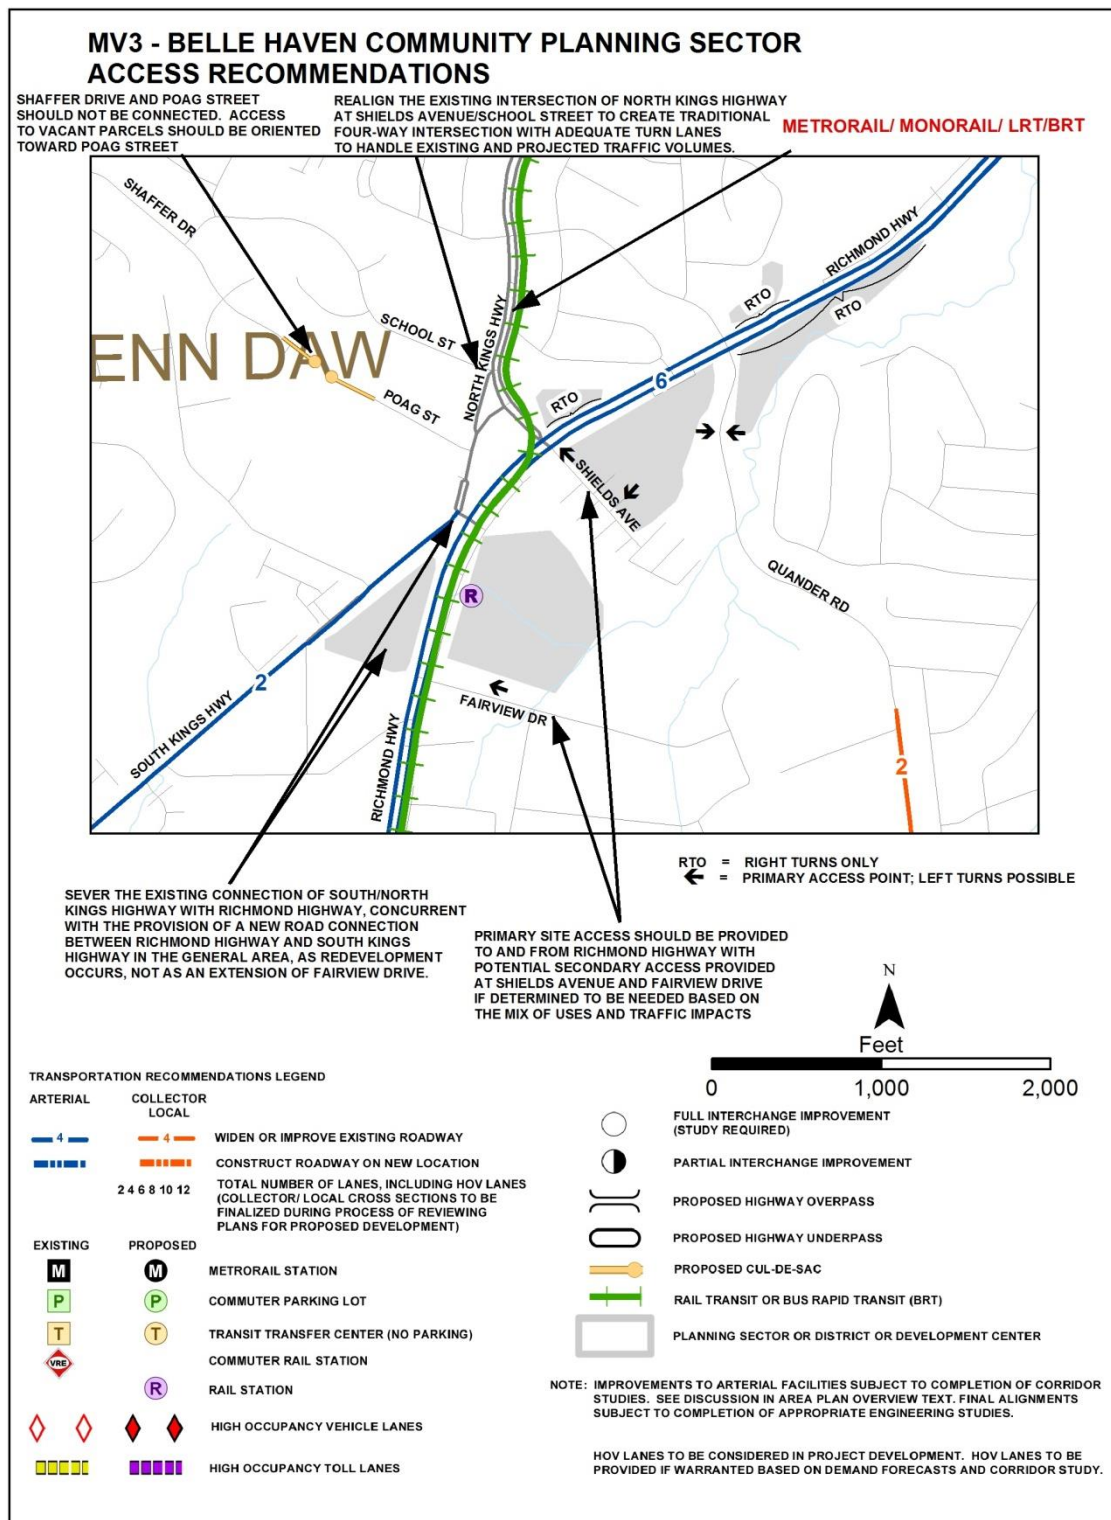 MV3 - BELLE HAVEN COMMUNITY PLANNING SECTOR
ACCESS RECOMMENDATIONS
SHAFFER DRIVE AND POAG STREET
SHOULD NOT BE CONNECTED. ACCESS
TO VACANT PARCELS SHOULD BE ORIENTED
TOWARD POAG STREET
REALIGN THE EXISTING INTERSECTION OF NORTH KINGS HIGHWAY
AT SHIELDS AVENUE/SCHOOL STREET TO CREATE TRADITIONAL
FOUR-WAY INTERSECTION WITH ADEQUATE TURN LANES
TO HANDLE EXISTING AND PROJECTED TRAFFIC VOLUMES.
METRORAIL/ MONORAIL/ LRT/BRT
SHAFFER DR
RICHMOND HWY
RTO
RTO
SCHOOL ST
NORTH KINGS HWY
ENN DAW
6
POAG ST
RTO
SHIELDS AVE
QUANDER RD
R
2
FAIRVIEW DR
SOUTH KINGS HWY
RICHMOND HWY
2
RTO = RIGHT TURNS ONLY
= PRIMARY ACCESS POINT; LEFT TURNS POSSIBLE
SEVER THE EXISTING CONNECTION OF SOUTH/NORTH
KINGS HIGHWAY WITH RICHMOND HIGHWAY, CONCURRENT
WITH THE PROVISION OF A NEW ROAD CONNECTION
BETWEEN RICHMOND HIGHWAY AND SOUTH KINGS
HIGHWAY IN THE GENERAL AREA, AS REDEVELOPMENT
OCCURS, NOT AS AN EXTENSION OF FAIRVIEW DRIVE.
PRIMARY SITE ACCESS SHOULD BE PROVIDED
TO AND FROM RICHMOND HIGHWAY WITH
POTENTIAL SECONDARY ACCESS PROVIDED
AT SHIELDS AVENUE AND FAIRVIEW DRIVE
IF DETERMINED TO BE NEEDED BASED ON
THE MIX OF USES AND TRAFFIC IMPACTS
N
Feet
0 1,000 2,000
TRANSPORTATION RECOMMENDATIONS LEGEND
ARTERIAL
COLLECTOR
LOCAL
4 4 WIDEN OR IMPROVE EXISTING ROADWAY
CONSTRUCT ROADWAY ON NEW LOCATION
2 4 6 8 10 12 TOTAL NUMBER OF LANES, INCLUDING HOV LANES
(COLLECTOR/ LOCAL CROSS SECTIONS TO BE
FINALIZED DURING PROCESS OF REVIEWING
PLANS FOR PROPOSED DEVELOPMENT)
EXISTING PROPOSED
M M METRORAIL STATION
P P COMMUTER PARKING LOT
T T TRANSIT TRANSFER CENTER (NO PARKING)
VRE COMMUTER RAIL STATION
R RAIL STATION
HIGH OCCUPANCY VEHICLE LANES
HIGH OCCUPANCY TOLL LANES
FULL INTERCHANGE IMPROVEMENT
(STUDY REQUIRED)
PARTIAL INTERCHANGE IMPROVEMENT
PROPOSED HIGHWAY OVERPASS
PROPOSED HIGHWAY UNDERPASS
PROPOSED CUL-DE-SAC
RAIL TRANSIT OR BUS RAPID TRANSIT (BRT)
PLANNING SECTOR OR DISTRICT OR DEVELOPMENT CENTER
NOTE: IMPROVEMENTS TO ARTERIAL FACILITIES SUBJECT TO COMPLETION OF CORRIDOR
STUDIES. SEE DISCUSSION IN AREA PLAN OVERVIEW TEXT. FINAL ALIGNMENTS
SUBJECT TO COMPLETION OF APPROPRIATE ENGINEERING STUDIES.
HOV LANES TO BE CONSIDERED IN PROJECT DEVELOPMENT. HOV LANES TO BE
PROVIDED IF WARRANTED BASED ON DEMAND FORECASTS AND CORRIDOR STUDY.